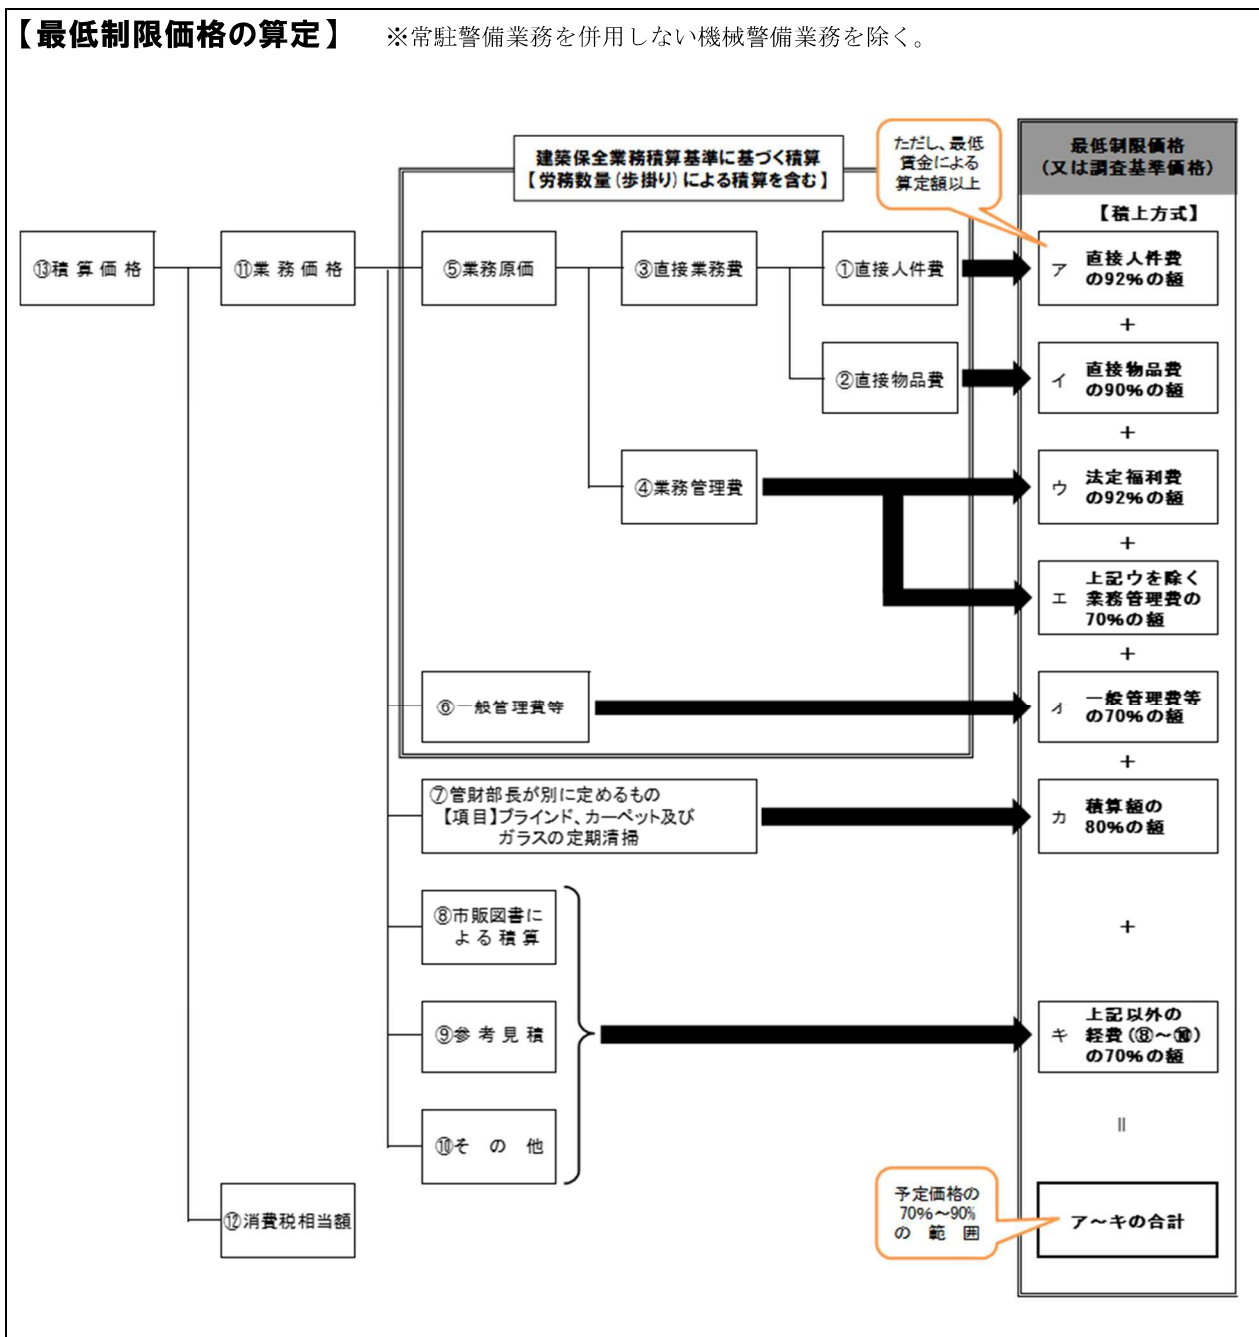 【最低制限価格の算定】 ※常駐警備業務を併用しない機械警備業務を除く。
建築保全業務積算基準に基づく積算
【労務数量(歩掛り)による積算を含む】
ただし、最低
賃金による
算定額以上
最低制限価格
(又は調査基準価格)
【積上方式】
⑬積算価格
⑪業務価格
⑤業務原価
③直接業務費
①直接人件費
ア 直接人件費
の92%の額
+
②直接物品費
イ 直接物品費
の90%の額
+
④業務管理費
ウ 法定福利費
の92%の額
+
エ 上記ウを除く
業務管理費の
70%の額
+
⑥一般管理費等
オ 一般管理費等
の70%の額
+
⑦管財部長が別に定めるもの
【項目】ブラインド、カーペット及び
ガラスの定期清掃
カ 積算額の
80%の額
+
⑧市販図書に
よる積算
⑨参考見積
キ 上記以外の
経費(⑧~⑩)
の70%の額
=
⑩その他
⑫消費税相当額
予定価格の
70%~90%
の範囲
ア~キの合計